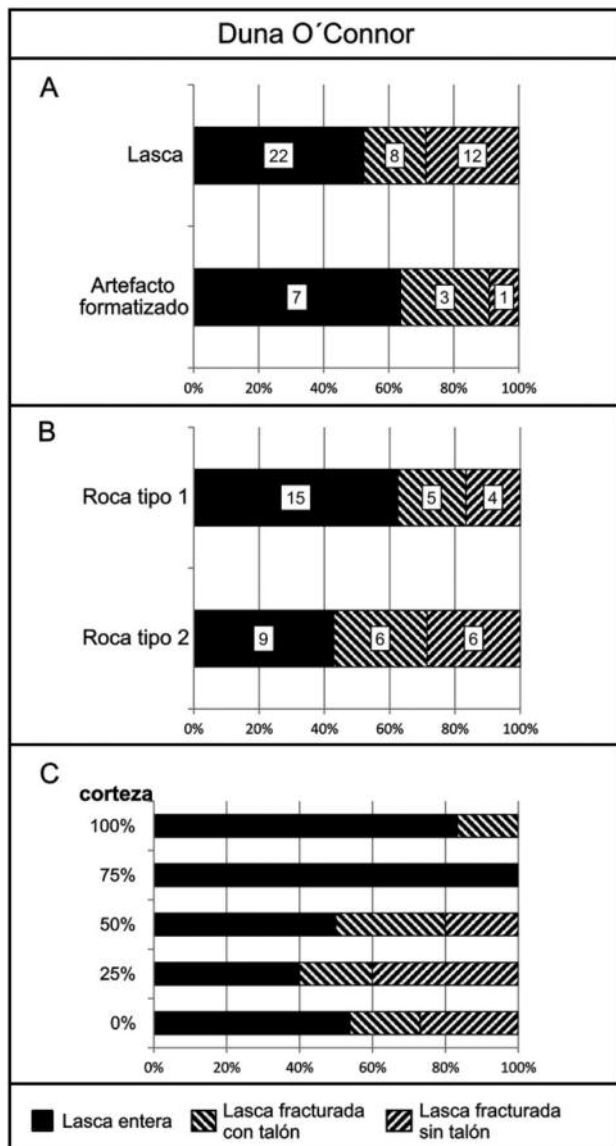 Duna O´Connor
A
Lasca
22
8
12
Artefacto
formatizado
7
3
1
0%
20%
40%
60%
80%
100%
B
Roca tipo 1
15
5
4
Roca tipo 2
9
6
6
0%
20%
40%
60%
80%
100%
C
corteza
100%
75%
50%
25%
0%
0%
20%
40%
60%
80%
100%
Lasca entera
Lasca fracturada
con talón
Lasca fracturada
sin talón